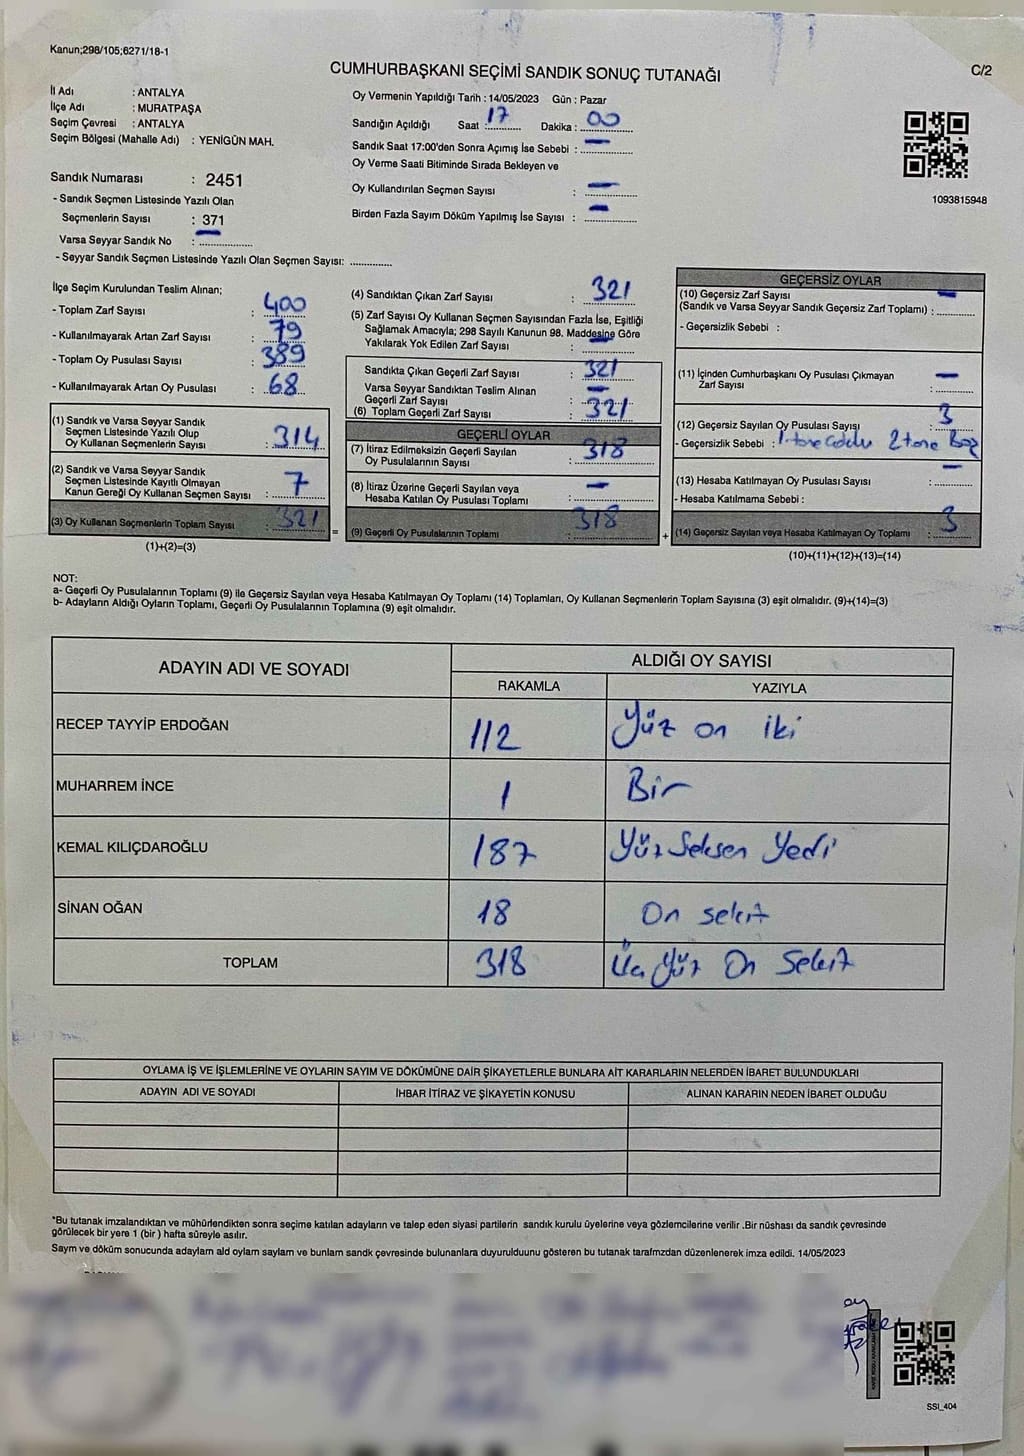 Kanun;298/105;6271/18-1
CUMHURBAŞKANI SEÇİMİ SANDIK SONUÇ TUTANAĞI
C/2
İl Adı : ANTALYA
İlçe Adı : MURATPAŞA
Seçim Çevresi : ANTALYA
Seçim Bölgesi (Mahalle Adı) : YENİGÜN MAH.
Oy Vermenin Yapıldığı Tarih : 14/05/2023 Gün : Pazar
Sandığın Açıldığı Saat : 17 Dakika : 00
Sandık Saat 17:00'den Sonra Açımış İse Sebebi : —
Oy Verme Saati Bitiminde Sırada Bekleyen ve
Oy Kullandırılan Seçmen Sayısı : —
Birden Fazla Sayım Döküm Yapılmış İse Sayısı : —
1093815948
Sandık Numarası : 2451
- Sandık Seçmen Listesinde Yazılı Olan
Seçmenlerin Sayısı : 371
Varsa Seyyar Sandık No : —
- Seyyar Sandık Seçmen Listesinde Yazılı Olan Seçmen Sayısı: ............
İlçe Seçim Kurulundan Teslim Alınan;
- Toplam Zarf Sayısı : 400
- Kullanılmayarak Artan Zarf Sayısı : 79
- Toplam Oy Pusulası Sayısı : 389
- Kullanılmayarak Artan Oy Pusulası : 68
(1) Sandık ve Varsa Seyyar Sandık
Seçmen Listesinde Yazılı Olup
Oy Kullanan Seçmenlerin Sayısı : 314
(2) Sandık ve Varsa Seyyar Sandık
Seçmen Listesinde Kayıtlı Olmayan
Kanun Gereği Oy Kullanan Seçmen Sayısı : 7
(3) Oy Kullanan Seçmenlerin Toplam Sayısı : 321
(1)+(2)=(3)
=
(4) Sandıktan Çıkan Zarf Sayısı : 321
(5) Zarf Sayısı Oy Kullanan Seçmen Sayısından Fazla İse, Eşitliği
Sağlamak Amacıyla; 298 Sayılı Kanunun 98. Maddesine Göre
Yakılarak Yok Edilen Zarf Sayısı : —
Sandıkta Çıkan Geçerli Zarf Sayısı : 321
Varsa Seyyar Sandıktan Teslim Alınan
Geçerli Zarf Sayısı : —
(6) Toplam Geçerli Zarf Sayısı : 321
GEÇERLİ OYLAR
(7) İtiraz Edilmeksizin Geçerli Sayılan
Oy Pusulalarının Sayısı : 318
(8) İtiraz Üzerine Geçerli Sayılan veya
Hesaba Katılan Oy Pusulası Toplamı : —
(9) Geçerli Oy Pusulalarının Toplamı : 318
+
GEÇERSİZ OYLAR
(10) Geçersiz Zarf Sayısı
(Sandık ve Varsa Seyyar Sandık Geçersiz Zarf Toplamı) : —
- Geçersizlik Sebebi :
(11) İçinden Cumhurbaşkanı Oy Pusulası Çıkmayan
Zarf Sayısı : —
(12) Geçersiz Sayılan Oy Pusulası Sayısı : 3
- Geçersizlik Sebebi : 1 tane 2 tane Boş
(13) Hesaba Katılmayan Oy Pusulası Sayısı : —
- Hesaba Katılmama Sebebi :
(14) Geçersiz Sayılan veya Hesaba Katılmayan Oy Toplamı : 3
(10)+(11)+(12)+(13)=(14)
NOT:
a- Geçerli Oy Pusulalarının Toplamı (9) ile Geçersiz Sayılan veya Hesaba Katılmayan Oy Toplamı (14) Toplamları, Oy Kullanan Seçmenlerin Toplam Sayısına (3) eşit olmalıdır. (9)+(14)=(3)
b- Adayların Aldığı Oyların Toplamı, Geçerli Oy Pusulalarının Toplamına (9) eşit olmalıdır.
ADAYIN ADI VE SOYADI ALDIĞI OY SAYISI
RAKAMLA YAZIYLA
RECEP TAYYİP ERDOĞAN 112 Yüz on iki
MUHARREM İNCE 1 Bir
KEMAL KILIÇDAROĞLU 187 Yüz Seksen Yedi
SİNAN OĞAN 18 On sekiz
TOPLAM 318 Üç Yüz On Sekiz
OYLAMA İŞ VE İŞLEMLERİNE VE OYLARIN SAYIM VE DÖKÜMÜNE DAİR ŞİKAYETLERLE BUNLARA AİT KARARLARIN NELERDEN İBARET BULUNDUKLARI
ADAYIN ADI VE SOYADI İHBAR İTİRAZ VE ŞİKAYETİN KONUSU ALINAN KARARIN NEDEN İBARET OLDUĞU
*Bu tutanak imzalandıktan ve mühürlendikten sonra seçime katılan adayların ve talep eden siyasi partilerin sandık kurulu üyelerine veya gözlemcilerine verilir .Bir nüshası da sandık çevresinde
görülecek bir yere 1 (bir ) hafta süreyle asılır.
Sayım ve döküm sonucunda adaylam ald oylam saylam ve bunlam sandk çevresinde bulunanlara duyurulduunu gösteren bu tutanak tarafmzdan düzenlenerek imza edildi. 14/05/2023
SSI_404